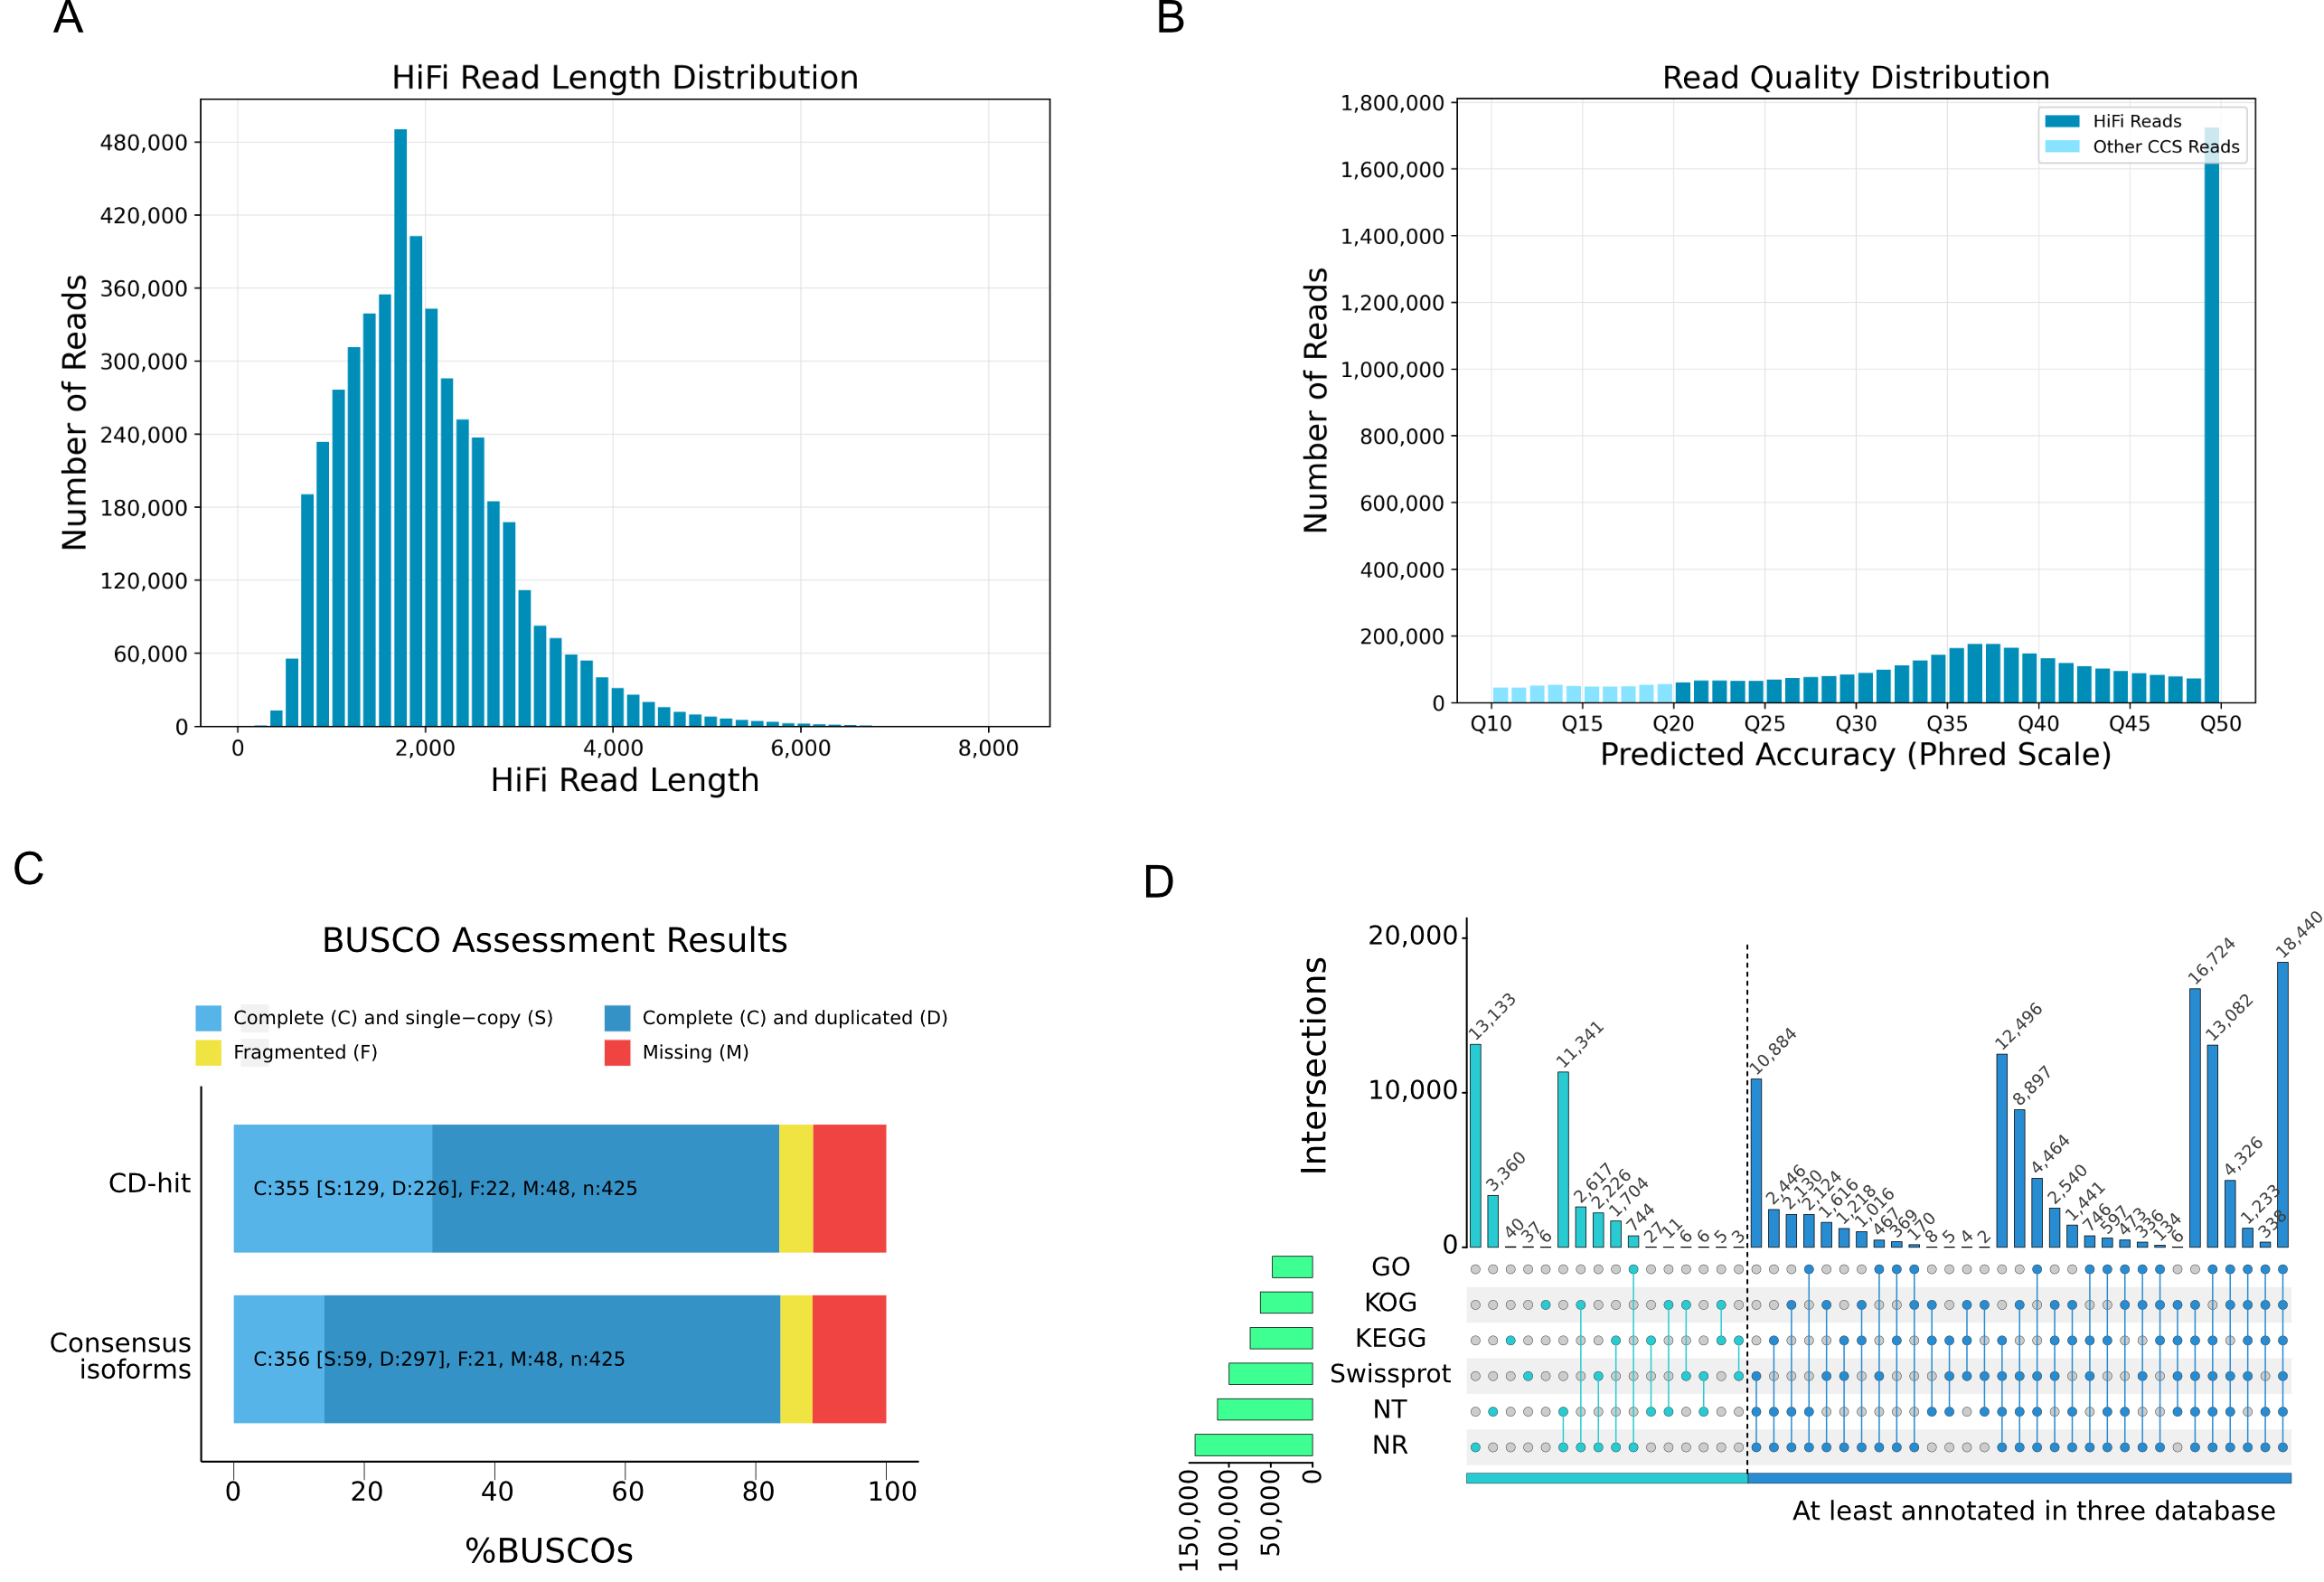 A
HiFi Read Length Distribution
480,000
420,000
360,000
300,000
240,000
180,000
120,000
60,000
0
Number of Reads
0 2,000 4,000 6,000 8,000
HiFi Read Length
B
Read Quality Distribution
HiFi Reads
Other CCS Reads
1,800,000
1,600,000
1,400,000
1,200,000
1,000,000
800,000
600,000
400,000
200,000
0
Number of Reads
Q10 Q15 Q20 Q25 Q30 Q35 Q40 Q45 Q50
Predicted Accuracy (Phred Scale)
C
BUSCO Assessment Results
Complete (C) and single−copy (S) Complete (C) and duplicated (D)
Fragmented (F) Missing (M)
CD-hit
C:355 [S:129, D:226], F:22, M:48, n:425
Consensus
isoforms
C:356 [S:59, D:297], F:21, M:48, n:425
0 20 40 60 80 100
%BUSCOs
D
Intersections
20,000
10,000
0
13,133 3,360 40 37 6 11,341 2,617 2,226 1,704 744 27 11 6 6 5 3 10,884 2,446 2,130 2,124 1,616 1,218 1,016 467 369 170 8 5 4 2 12,496 8,897 4,464 2,540 1,441 746 597 473 336 134 6 16,724 13,082 4,326 1,233 338 18,440
GO
KOG
KEGG
Swissprot
NT
NR
150,000 100,000 50,000 0
At least annotated in three database